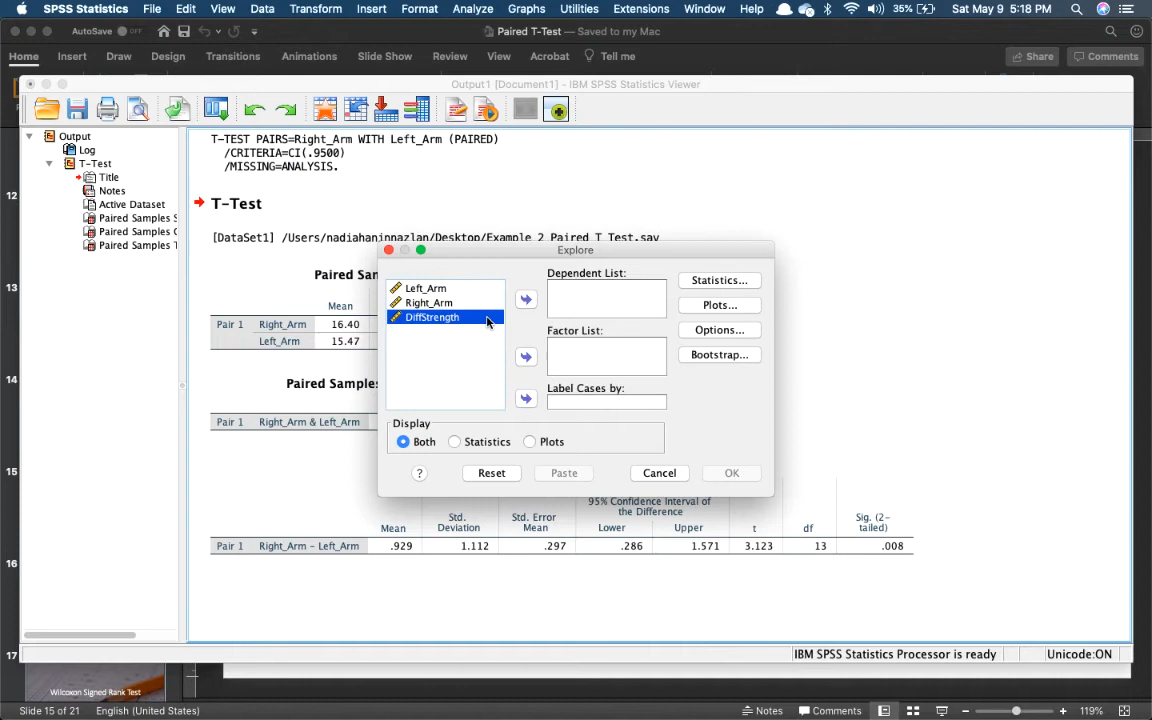 SPSS Statistics File Edit View Data Transform Insert Format Analyze Graphs Utilities Extensions Window Help 35% Sat May 9 5:18 PM
AutoSave OFF Paired T-Test — Saved to my Mac
Home Insert Draw Design Transitions Animations Slide Show Review View Acrobat Tell me Share Comments
Output1 [Document1] - IBM SPSS Statistics Viewer
Output
Log
T-Test
Title
Notes
Active Dataset
Paired Samples S
Paired Samples C
Paired Samples T
T-TEST PAIRS=Right_Arm WITH Left_Arm (PAIRED)
/CRITERIA=CI(.9500)
/MISSING=ANALYSIS.
T-Test
[DataSet1] /Users/nadiahaninnazlan/Desktop/Example 2 Paired T Test.sav
Paired Sa
Mean
Pair 1 Right_Arm 16.40
Left_Arm 15.47
Paired Samples
Pair 1 Right_Arm & Left_Arm
Explore
Left_Arm
Right_Arm
DiffStrength
Dependent List:
Factor List:
Label Cases by:
Statistics...
Plots...
Options...
Bootstrap...
Display
Both Statistics Plots
? Reset Paste Cancel OK
95% Confidence Interval of
the Difference
Mean Std. Deviation Std. Error Mean Lower Upper t df Sig. (2-tailed)
Pair 1 Right_Arm - Left_Arm .929 1.112 .297 .286 1.571 3.123 13 .008
IBM SPSS Statistics Processor is ready Unicode:ON
12
13
14
15
16
17
Wilcoxon Signed Rank Test
Slide 15 of 21 English (United States) Notes Comments 119%